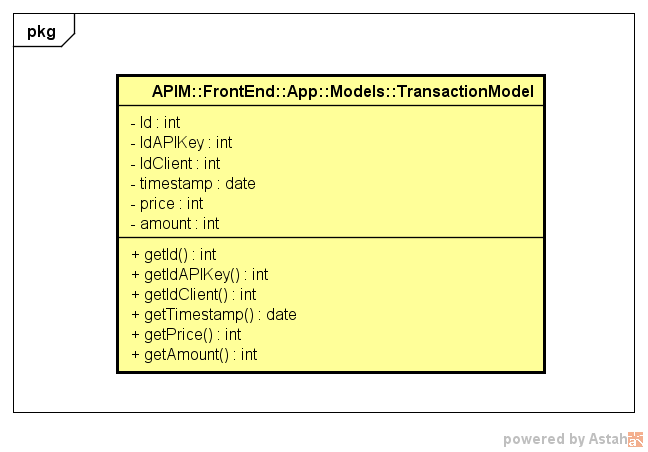 pkg
APIM::FrontEnd::App::Models::TransactionModel
- Id : int
- IdAPIKey : int
- IdClient : int
- timestamp : date
- price : int
- amount : int
+ getId() : int
+ getIdAPIKey() : int
+ getIdClient() : int
+ getTimestamp() : date
+ getPrice() : int
+ getAmount() : int
powered by Astah